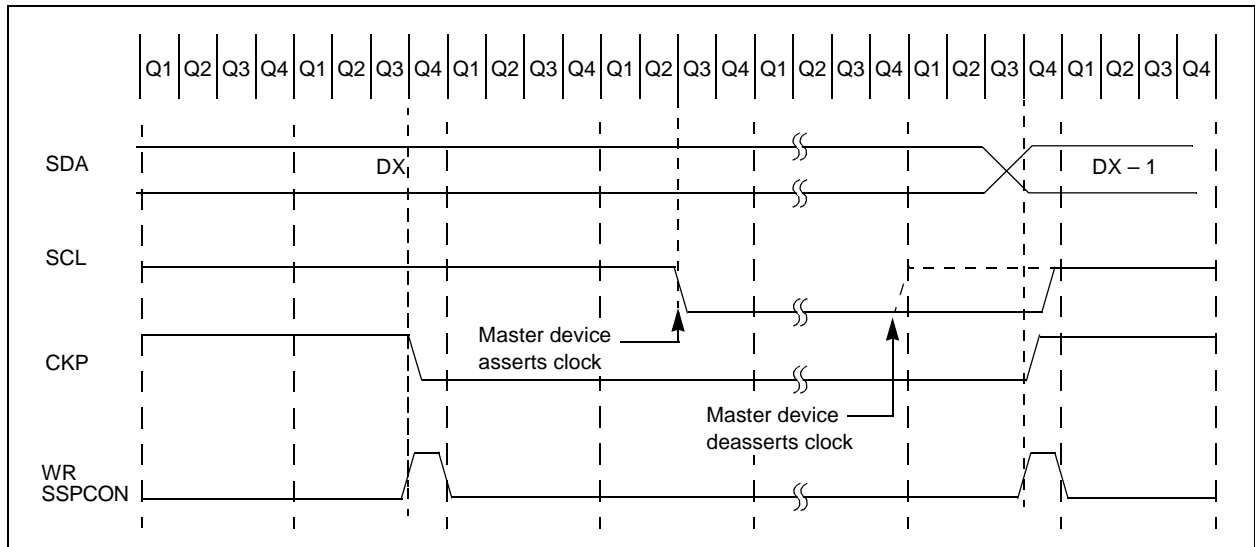 Q1 Q2 Q3 Q4 Q1 Q2 Q3 Q4 Q1 Q2 Q3 Q4 Q1 Q2 Q3 Q4 Q1 Q2 Q3 Q4 Q1 Q2 Q3 Q4 Q1 Q2 Q3 Q4
SDA
DX
DX – 1
SCL
Master device
asserts clock
CKP
Master device
deasserts clock
WR
SSPCON